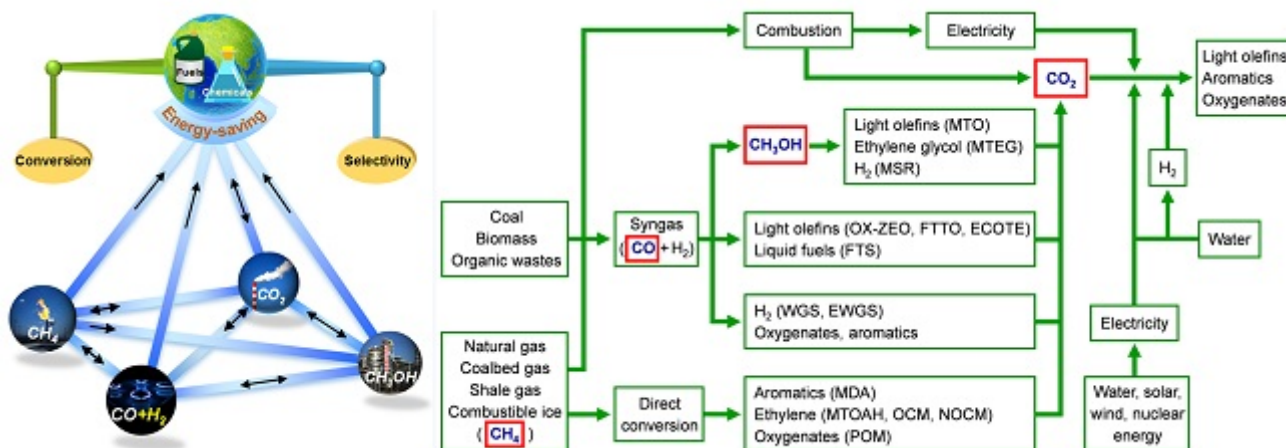 Fuels
Chemicals
Energy-saving
Conversion
Selectivity
CO₂
CH₄
CH₃OH
CO+H₂
Combustion
Electricity
CO₂
Light olefins
Aromatics
Oxygenates
CH₃OH
Light olefins (MTO)
Ethylene glycol (MTEG)
H₂ (MSR)
H₂
Coal
Biomass
Organic wastes
Syngas
(CO+H₂)
Light olefins (OX-ZEO, FTTO, ECOTE)
Liquid fuels (FTS)
Water
H₂ (WGS, EWGS)
Oxygenates, aromatics
Electricity
Natural gas
Coalbed gas
Shale gas
Combustible ice
(CH₄)
Direct
conversion
Aromatics (MDA)
Ethylene (MTOAH, OCM, NOCM)
Oxygenates (POM)
Water, solar,
wind, nuclear
energy